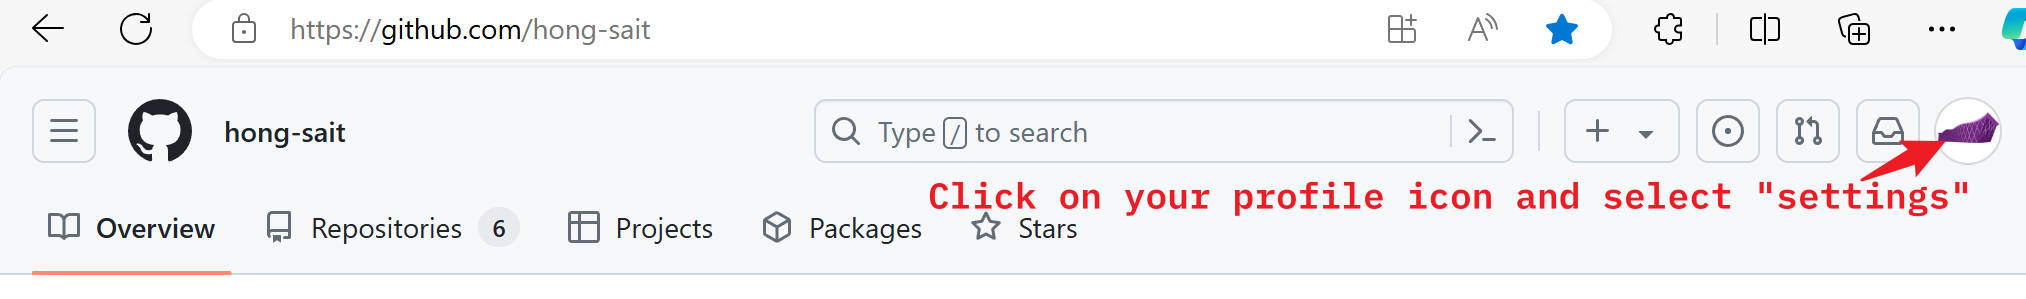 https://github.com/hong-sait
hong-sait
Type / to search
Click on your profile icon and select "settings"
Overview Repositories 6 Projects Packages Stars